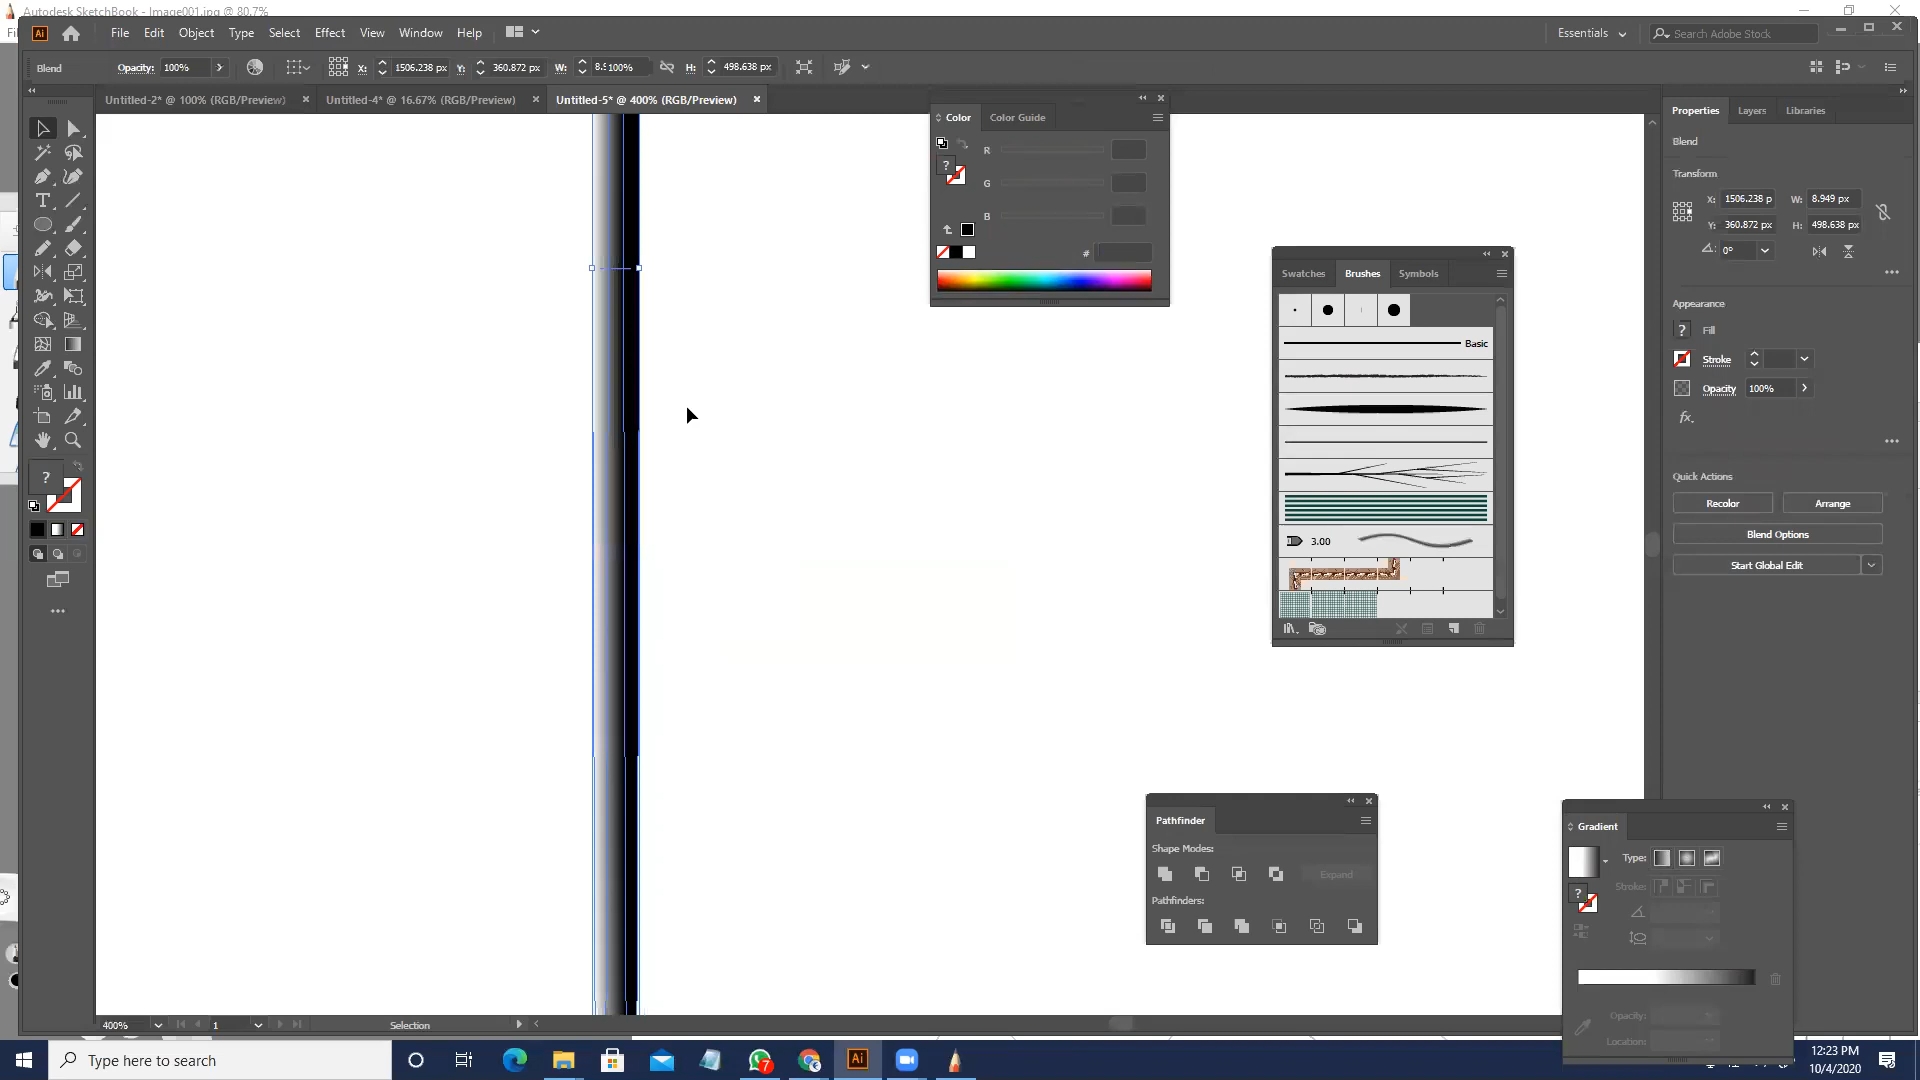 Autodesk SketchBook - Image001.jpg @ 80.7%
Ai File Edit Object Type Select Effect View Window Help Essentials Search Adobe Stock
Blend Opacity: 100% X: 1506.238 px Y: 360.872 px W: 100% H: 498.638 px
Untitled-2* @ 100% (RGB/Preview) Untitled-4* @ 16.67% (RGB/Preview) Untitled-5* @ 400% (RGB/Preview)
Color Color Guide
R
G
B
#
Swatches Brushes Symbols
Basic
3.00
Pathfinder
Shape Modes:
Expand
Pathfinders:
Properties Layers Libraries
Blend
Transform
X: 1506.238 p W: 8.949 px
Y: 360.872 px H: 498.638 px
0°
Appearance
? Fill
Stroke
Opacity 100%
fx.
Quick Actions
Recolor Arrange
Blend Options
Start Global Edit
Gradient
Type:
Stroke:
Opacity:
Location:
400% 1 Selection
Type here to search
7
Ai
12:23 PM
10/4/2020